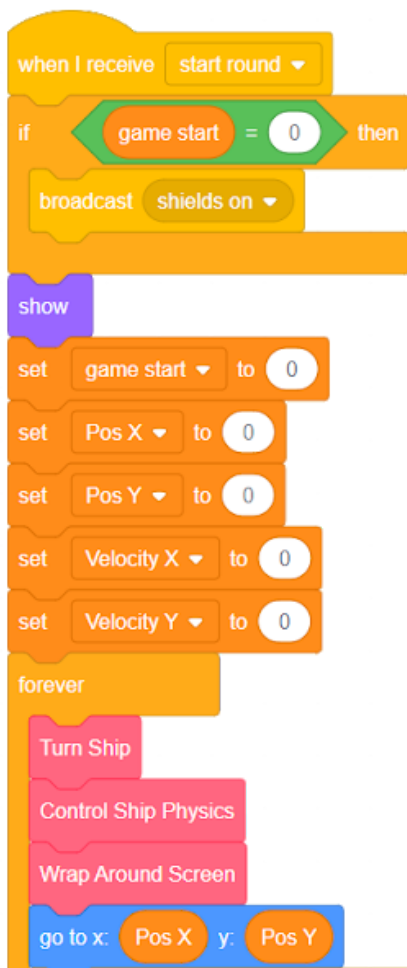 when I receive start round
if game start = 0 then
broadcast shields on
show
set game start to 0
set Pos X to 0
set Pos Y to 0
set Velocity X to 0
set Velocity Y to 0
forever
Turn Ship
Control Ship Physics
Wrap Around Screen
go to x: Pos X y: Pos Y